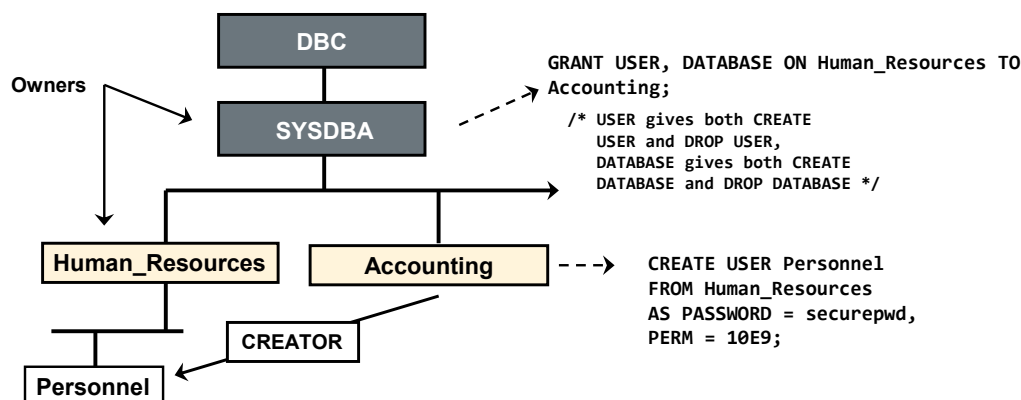 DBC
GRANT USER, DATABASE ON Human_Resources TO
Accounting;
Owners
SYSDBA
/* USER gives both CREATE
USER and DROP USER,
DATABASE gives both CREATE
DATABASE and DROP DATABASE */
Human_Resources
Accounting
CREATE USER Personnel
FROM Human_Resources
AS PASSWORD = securepwd,
PERM = 10E9;
CREATOR
Personnel